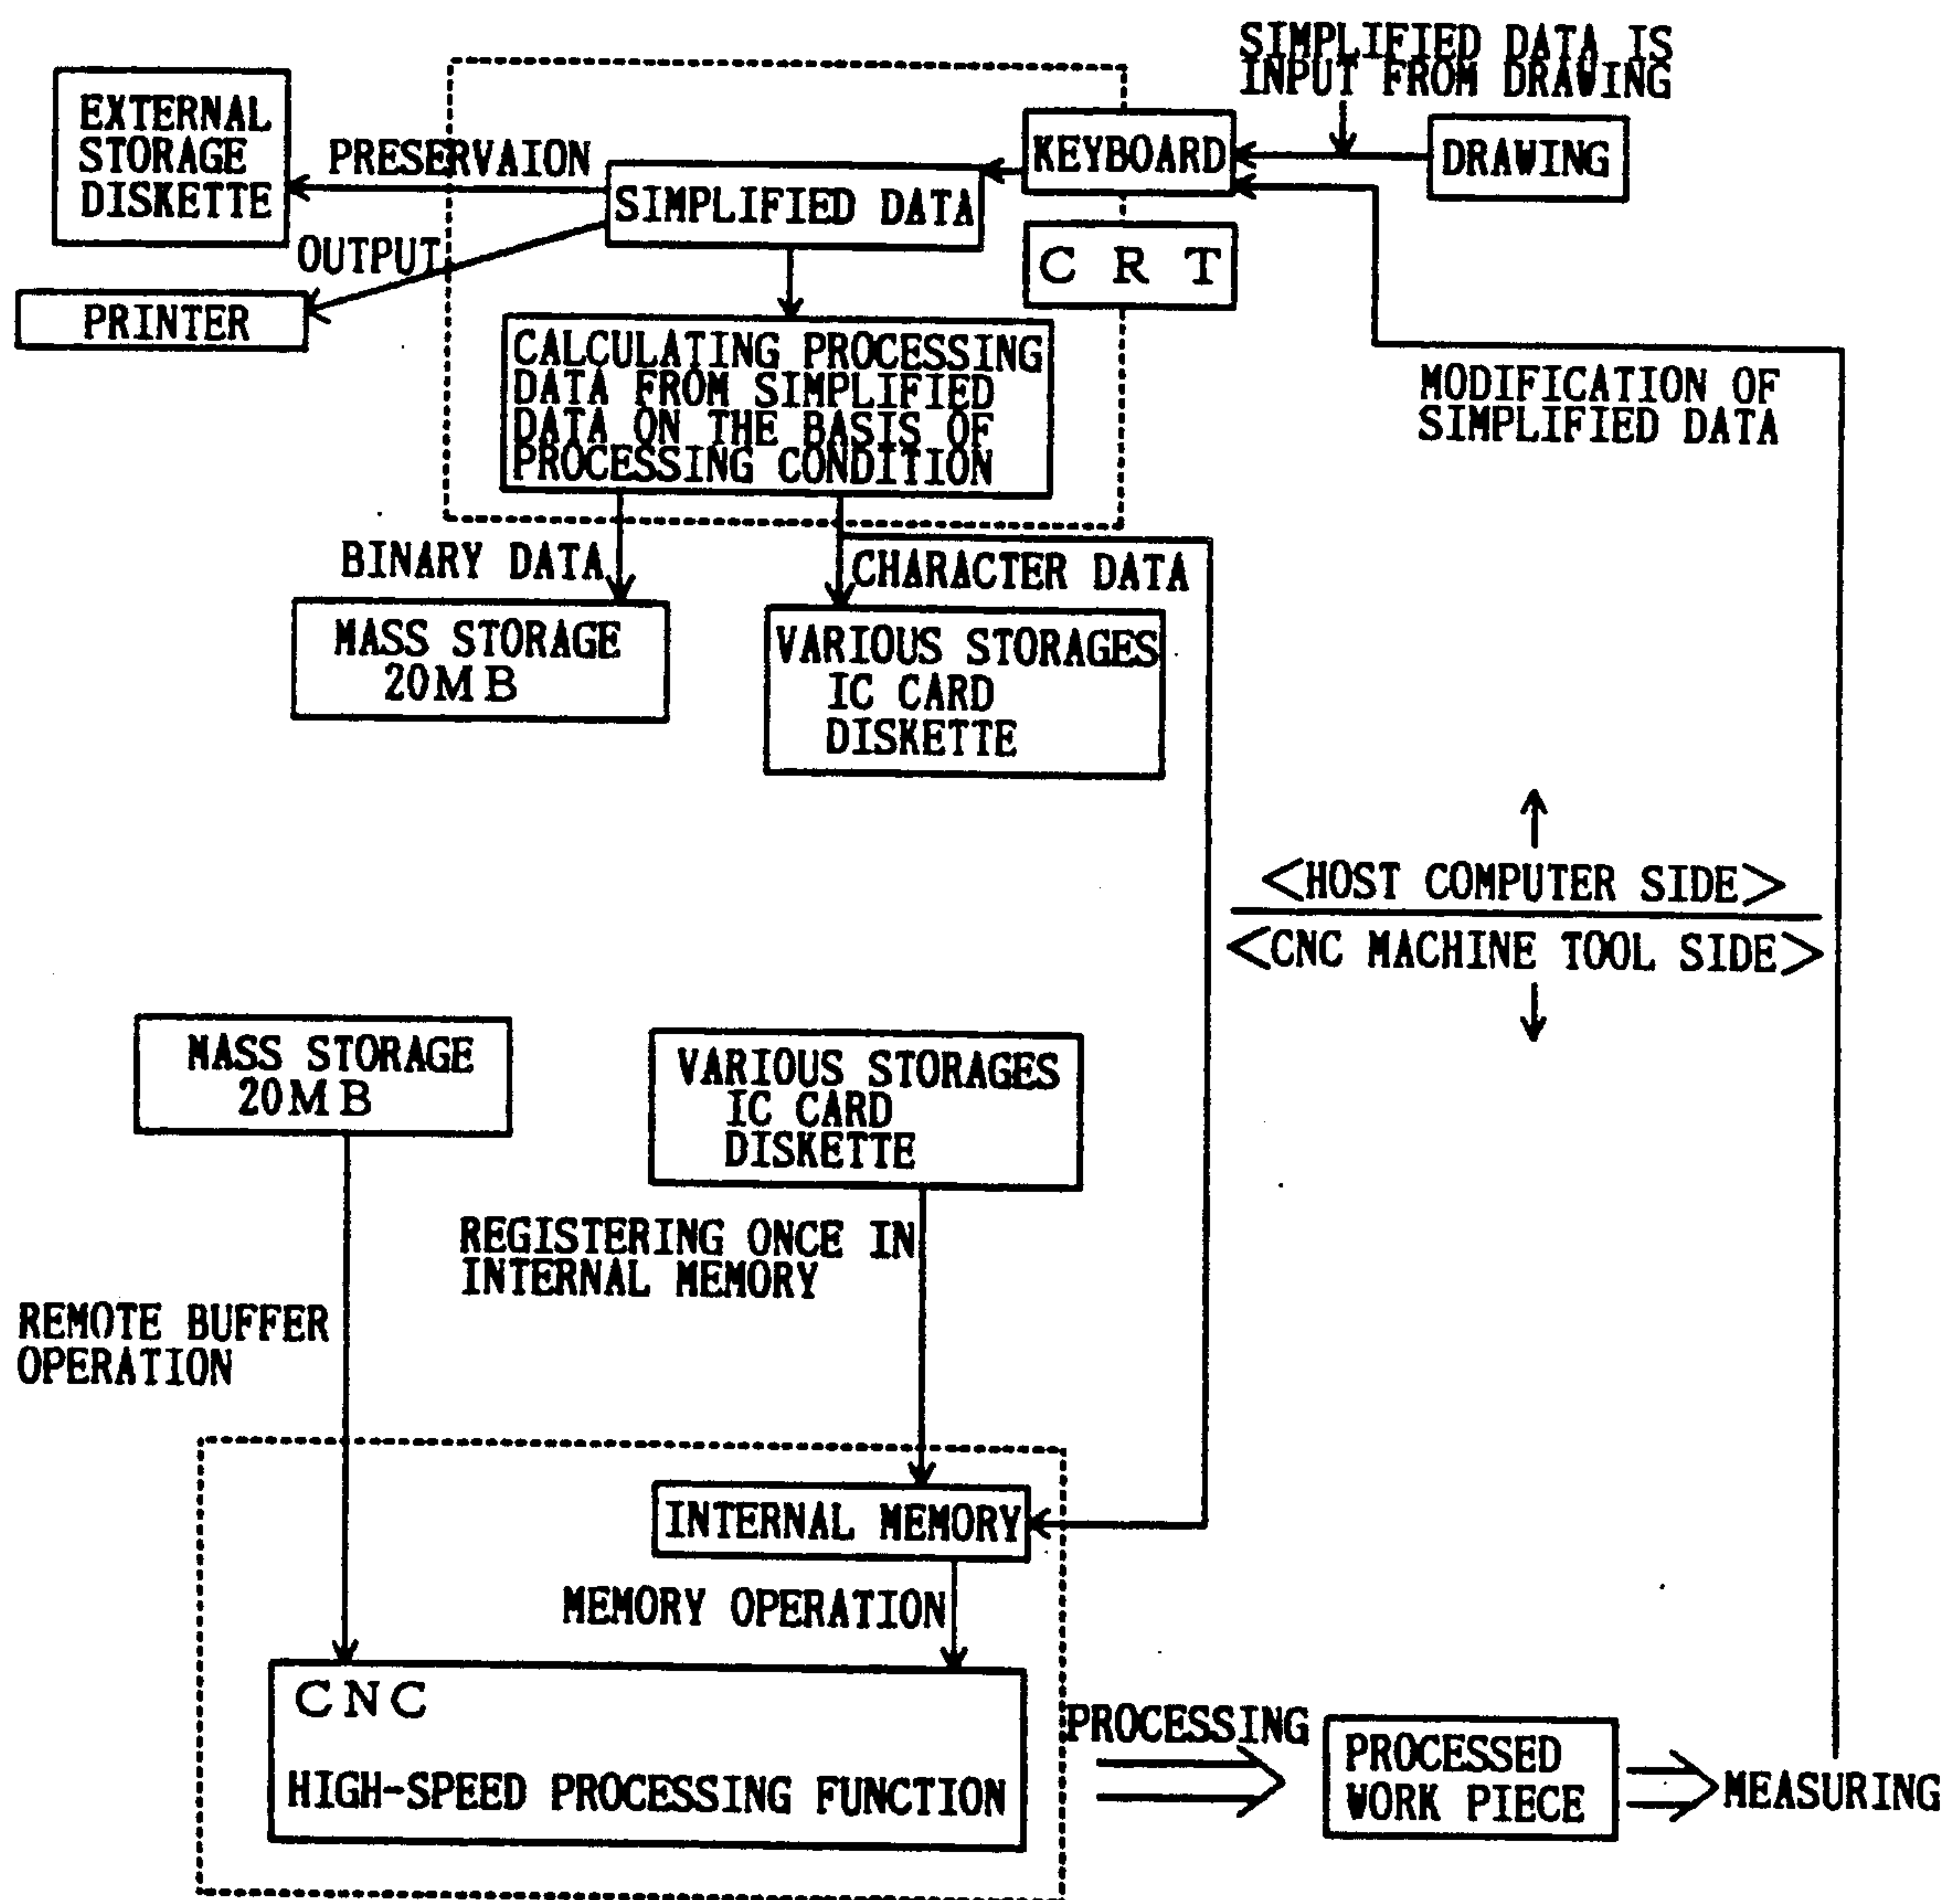 SIMPLIFIED DATA IS
INPUT FROM DRAWING
EXTERNAL
STORAGE
DISKETTE
PRESERVAION
KEYBOARD
DRAWING
SIMPLIFIED DATA
OUTPUT
C R T
PRINTER
CALCULATING PROCESSING
DATA FROM SIMPLIFIED
DATA ON THE BASIS OF
PROCESSING CONDITION
MODIFICATION OF
SIMPLIFIED DATA
BINARY DATA
CHARACTER DATA
MASS STORAGE
20MB
VARIOUS STORAGES
IC CARD
DISKETTE
<HOST COMPUTER SIDE>
<CNC MACHINE TOOL SIDE>
MASS STORAGE
20MB
VARIOUS STORAGES
IC CARD
DISKETTE
REGISTERING ONCE IN
INTERNAL MEMORY
REMOTE BUFFER
OPERATION
INTERNAL MEMORY
MEMORY OPERATION
CNC
HIGH-SPEED PROCESSING FUNCTION
PROCESSING
PROCESSED
WORK PIECE
MEASURING